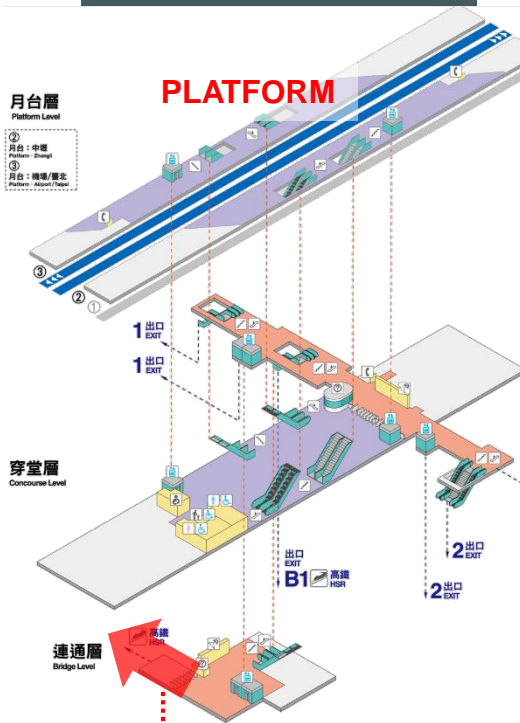 PLATFORM
月台層
Platform Level
②
月台：中壢
Platform・Zhongli
③
月台：機場/臺北
Platform・Airport/Taipei
③
②
①
1 出口
EXIT
1 出口
EXIT
穿堂層
Concourse Level
出口
EXIT
B1 高鐵
HSR
2 出口
EXIT
2 出口
EXIT
高鐵
HSR
連通層
Bridge Level